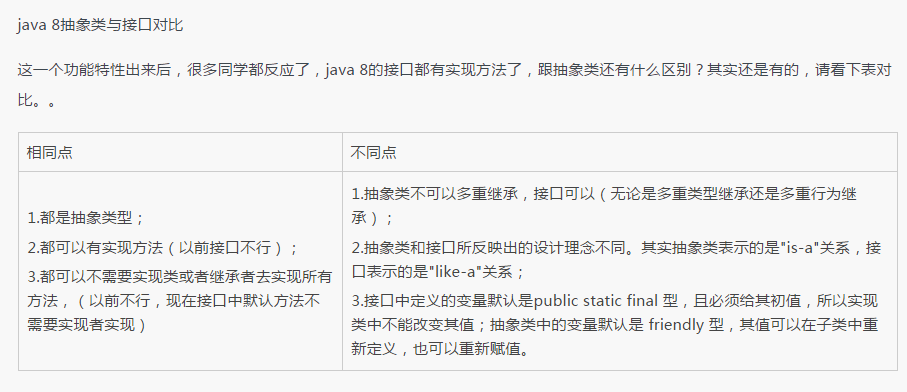 java 8抽象类与接口对比
这一个功能特性出来后，很多同学都反应了，java 8的接口都有实现方法了，跟抽象类还有什么区别？其实还是有的，请看下表对
比。。
相同点
不同点
1.都是抽象类型；
2.都可以有实现方法（以前接口不行）；
3.都可以不需要实现类或者继承者去实现所有
方法，（以前不行，现在接口中默认方法不
需要实现者实现）
1.抽象类不可以多重继承，接口可以（无论是多重类型继承还是多重行为继
承）；
2.抽象类和接口所反映出的设计理念不同。其实抽象类表示的是"is-a"关系，接
口表示的是"like-a"关系；
3.接口中定义的变量默认是public static final 型，且必须给其初值，所以实现
类中不能改变其值；抽象类中的变量默认是 friendly 型，其值可以在子类中重
新定义，也可以重新赋值。